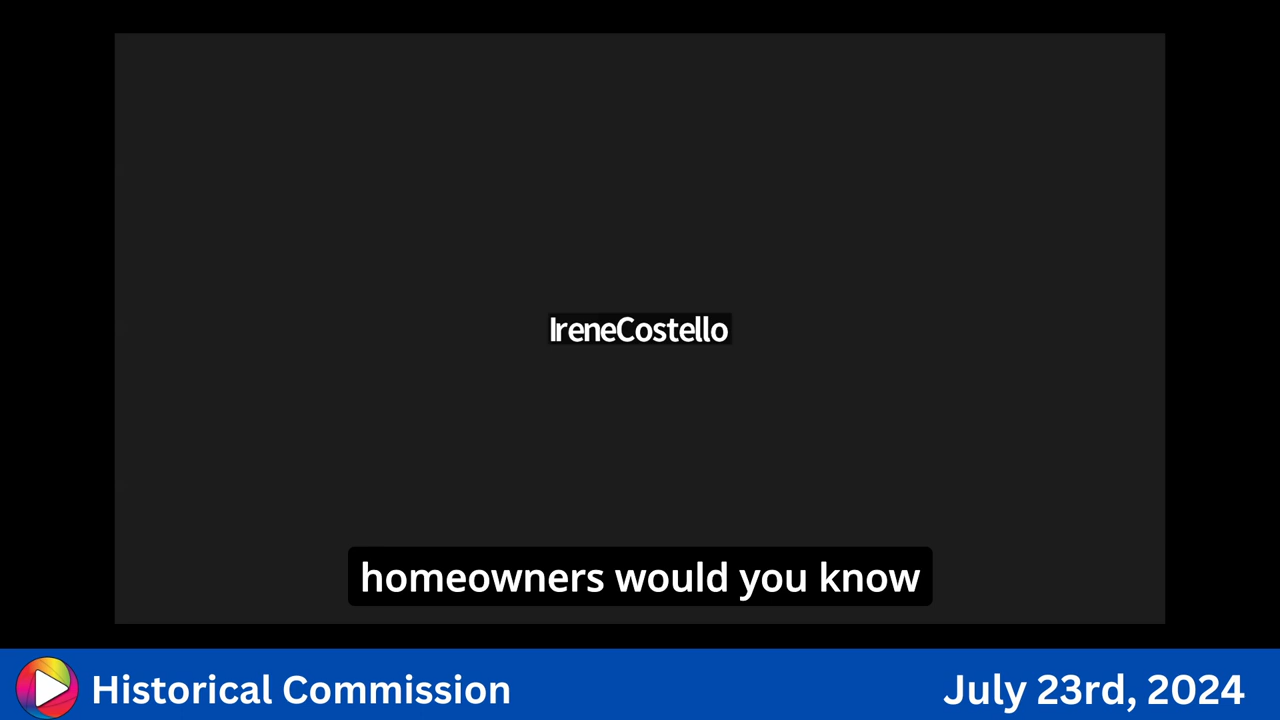 IreneCostello
homeowners would you know
Historical Commission
July 23rd, 2024